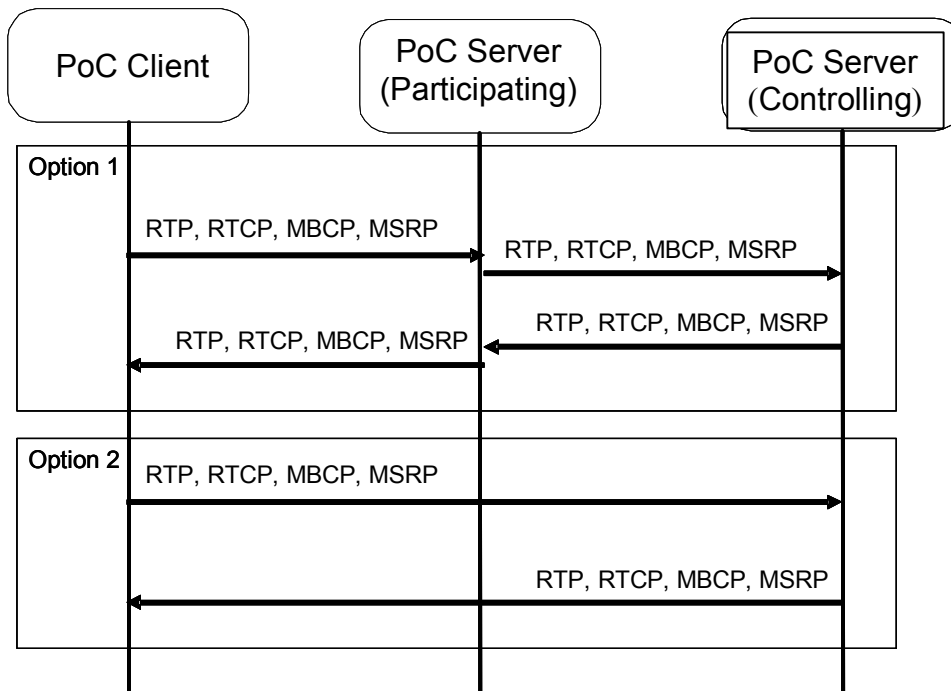 PoC Client
PoC Server
(Participating)
PoC Server
(Controlling)
Option 1
RTP, RTCP, MBCP, MSRP
RTP, RTCP, MBCP, MSRP
RTP, RTCP, MBCP, MSRP
RTP, RTCP, MBCP, MSRP
Option 2
RTP, RTCP, MBCP, MSRP
RTP, RTCP, MBCP, MSRP